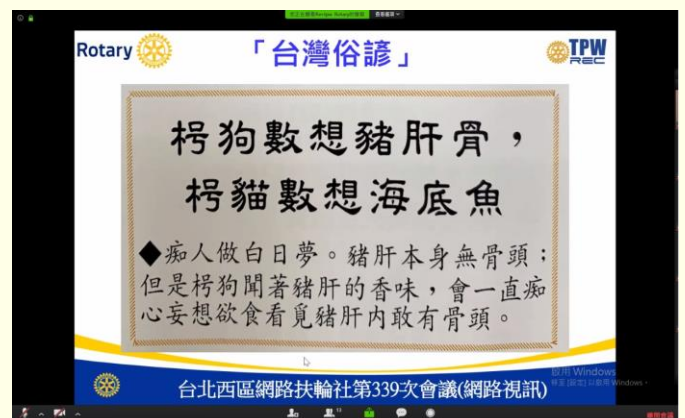 Rotary
「台灣俗諺」
TPW
REC
枵狗數想豬肝骨，
枵貓數想海底魚
◆痴人做白日夢。豬肝本身無骨頭；
但是枵狗聞著豬肝的香味，會一直痴
心妄想欲食看覓豬肝內敢有骨頭。
台北西區網路扶輪社第339次會議(網路視訊)
啟用 Windows